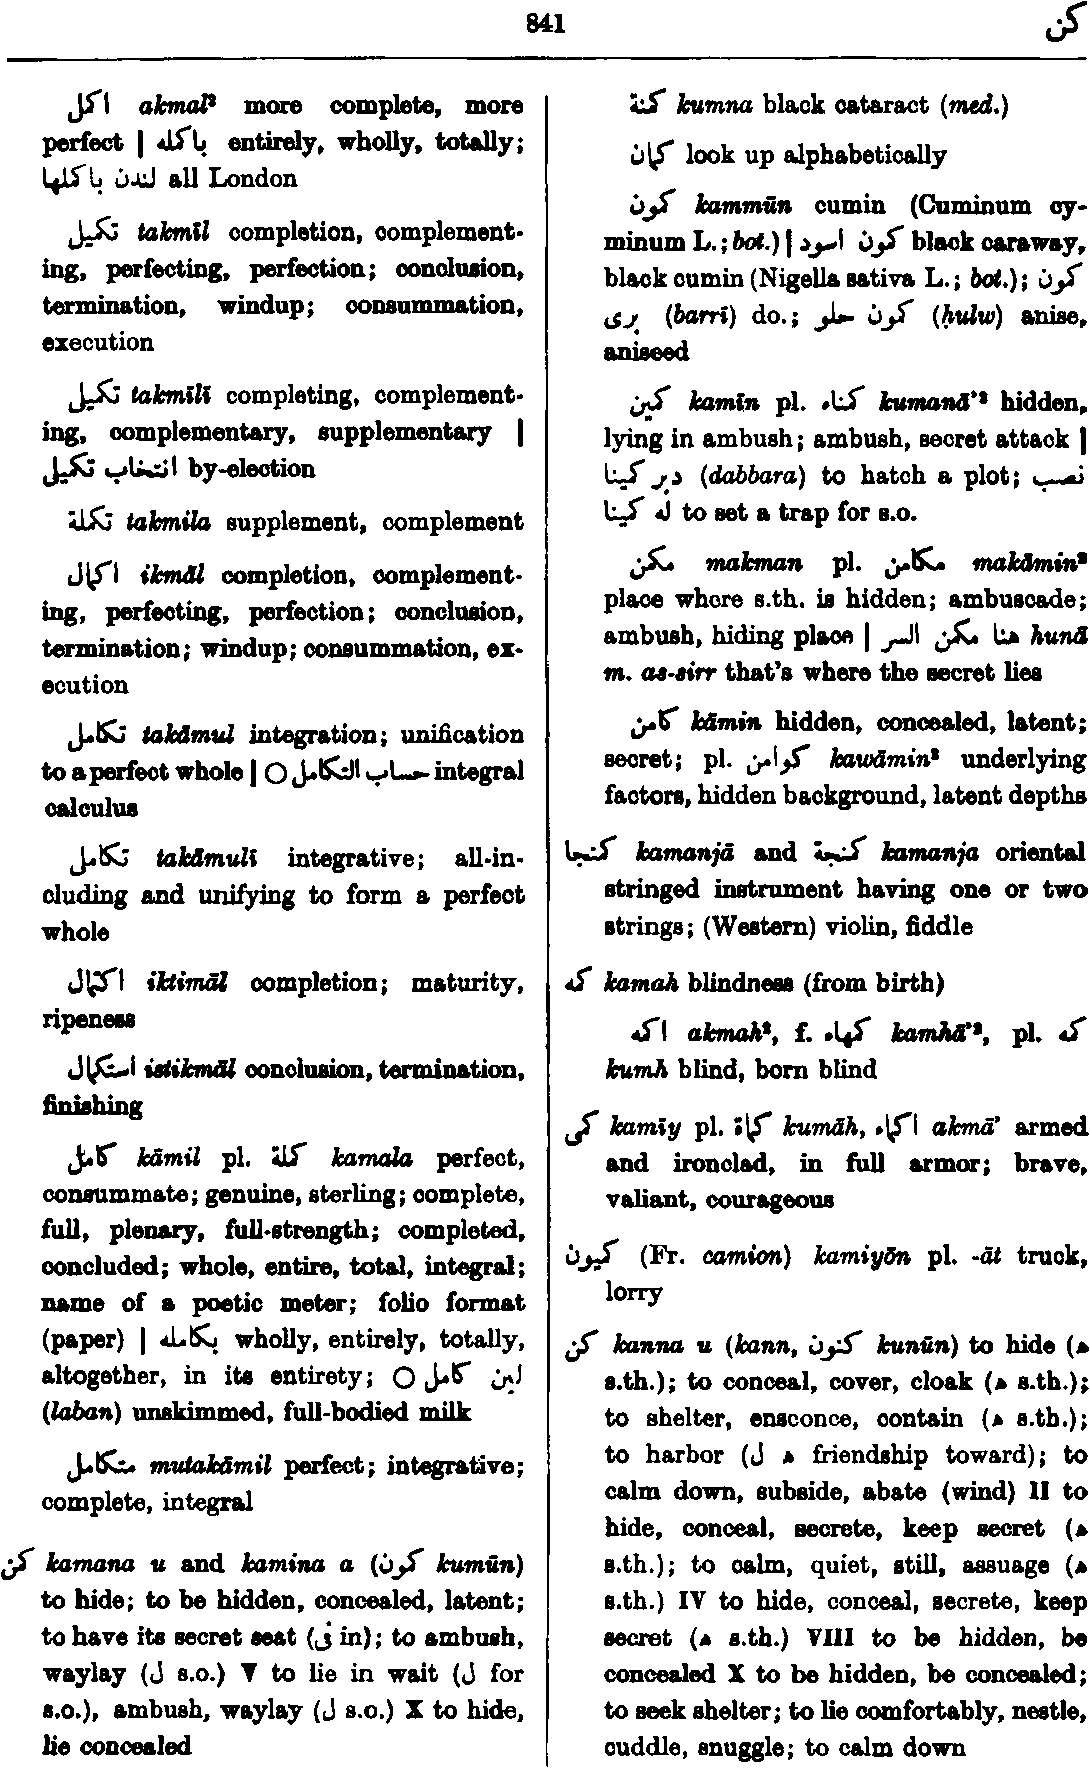 841
كن
اكمل akmal² more complete, more
perfect | باكمله entirely, wholly, totally;
لندن باكملها all London
تكميل takmīl completion, complement-
ing, perfecting, perfection; conclusion,
termination, windup; consummation,
execution
تكميلى takmīlī completing, complement-
ing, complementary, supplementary |
انتخاب تكميلى by-election
تكملة takmila supplement, complement
اكمال ikmāl completion, complement-
ing, perfecting, perfection; conclusion,
termination; windup; consummation, ex-
ecution
تكامل takāmul integration; unification
to a perfect whole | ○ حساب التكامل integral
calculus
تكاملى takāmulī integrative; all-in-
cluding and unifying to form a perfect
whole
اكتمال iktimāl completion; maturity,
ripeness
استكمال istikmāl conclusion, termination,
finishing
كامل kāmil pl. كملة kamala perfect,
consummate; genuine, sterling; complete,
full, plenary, full-strength; completed,
concluded; whole, entire, total, integral;
name of a poetic meter; folio format
(paper) | بكامله wholly, entirely, totally,
altogether, in its entirety; ○ لبن كامل
(laban) unskimmed, full-bodied milk
متكامل mutakāmil perfect; integrative;
complete, integral
كمن kamana u and kamina a (كمون kumūn)
to hide; to be hidden, concealed, latent;
to have its secret seat (فى in); to ambush,
waylay (ل s.o.) V to lie in wait (ل for
s.o.), ambush, waylay (ل s.o.) X to hide,
lie concealed
كمنة kumna black cataract (med.)
كمان look up alphabetically
كمون kammūn cumin (Cuminum cy-
minum L.; bot.) | كمون اسود black caraway,
black cumin (Nigella sativa L.; bot.); كمون
برى (barrī) do.; كمون حلو (ḥulw) anise,
aniseed
كمين kamīn pl. كمناء kumanā'² hidden,
lying in ambush; ambush, secret attack |
دبر كمينا (dabbara) to hatch a plot; نصب
له كمينا to set a trap for s.o.
مكمن makman pl. مكامن makāmin²
place where s.th. is hidden; ambuscade;
ambush, hiding place | هنا مكمن السر hunā
m. as-sirr that's where the secret lies
كامن kāmin hidden, concealed, latent;
secret; pl. كوامن kawāmin² underlying
factors, hidden background, latent depths
كمنجا kamanjā and كمنجة kamanja oriental
stringed instrument having one or two
strings; (Western) violin, fiddle
كمه kamah blindness (from birth)
اكمه akmah², f. كمهاء kamhā'², pl. كمه
kumh blind, born blind
كمى kamīy pl. كماة kumāh, اكماء akmā' armed
and ironclad, in full armor; brave,
valiant, courageous
كميون (Fr. camion) kamiyōn pl. -āt truck,
lorry
كن kanna u (kann, كنون kunūn) to hide (ه
s.th.); to conceal, cover, cloak (ه s.th.);
to shelter, ensconce, contain (ه s.th.);
to harbor (ل ه friendship toward); to
calm down, subside, abate (wind) II to
hide, conceal, secrete, keep secret (ه
s.th.); to calm, quiet, still, assuage (ه
s.th.) IV to hide, conceal, secrete, keep
secret (ه s.th.) VIII to be hidden, be
concealed X to be hidden, be concealed;
to seek shelter; to lie comfortably, nestle,
cuddle, snuggle; to calm down